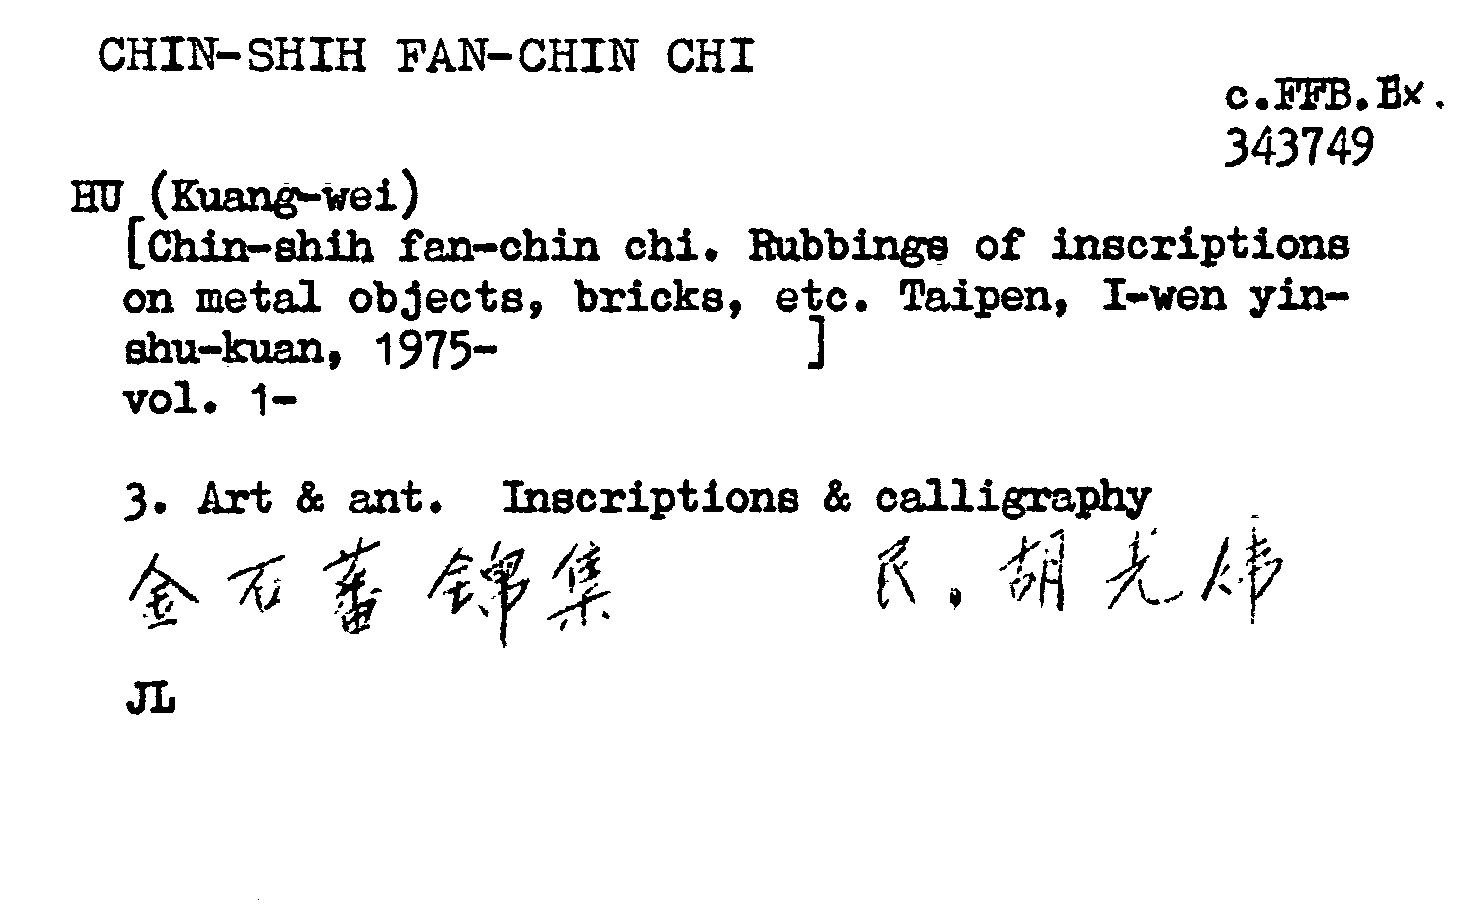 CHIN-SHIH FAN-CHIN CHI
c.FFB.Ex.
343749
HU (Kuang-wei)
[Chin-shih fan-chin chi. Rubbings of inscriptions
on metal objects, bricks, etc. Taipen, I-wen yin-
shu-kuan, 1975-                    ]
vol. 1-
3. Art & ant. Inscriptions & calligraphy
金石蕃錦集 民.胡光煒
JL